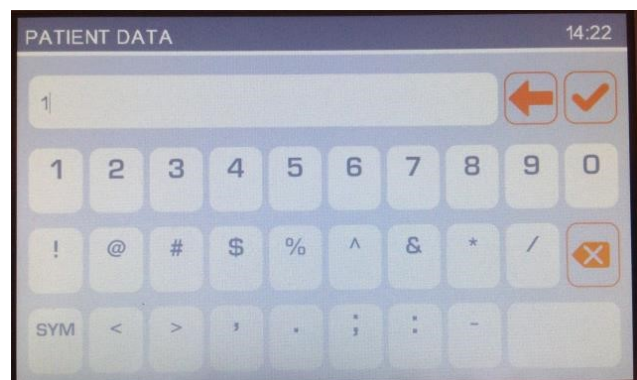 PATIENT DATA 14:22
1
1 2 3 4 5 6 7 8 9 0
! @ # $ % ^ & * /
SYM < > , . ; : -